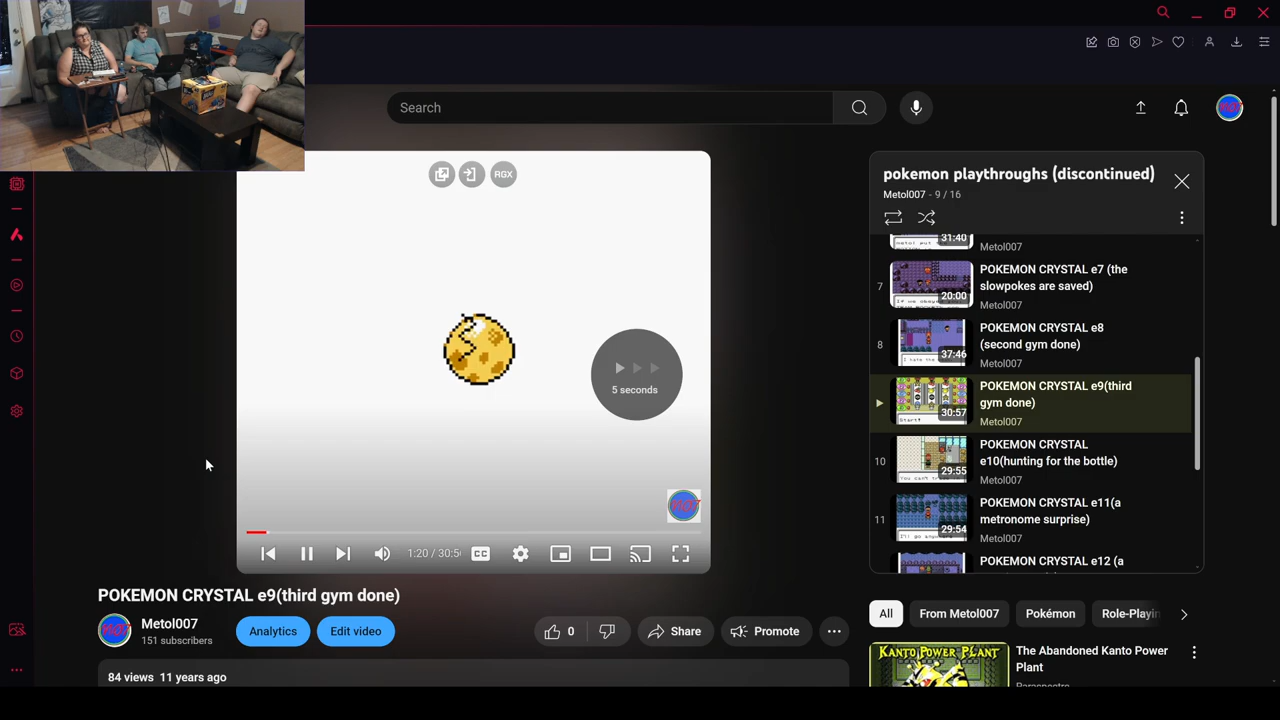 Search
RGX
5 seconds
1:20 / 30:5
CC
POKEMON CRYSTAL e9(third gym done)
Metol007
151 subscribers
Analytics
Edit video
0
Share
Promote
84 views 11 years ago
pokemon playthroughs (discontinued)
Metol007 - 9 / 16
31:40
Metol007
7
20:00
POKEMON CRYSTAL e7 (the
slowpokes are saved)
Metol007
8
37:46
POKEMON CRYSTAL e8
(second gym done)
Metol007
Start!
30:57
POKEMON CRYSTAL e9(third
gym done)
Metol007
10
29:55
POKEMON CRYSTAL
e10(hunting for the bottle)
Metol007
11
29:54
POKEMON CRYSTAL e11(a
metronome surprise)
Metol007
POKEMON CRYSTAL e12 (a
All
From Metol007
Pokémon
Role-Playin
KANTO POWER PLANT
The Abandoned Kanto Power
Plant